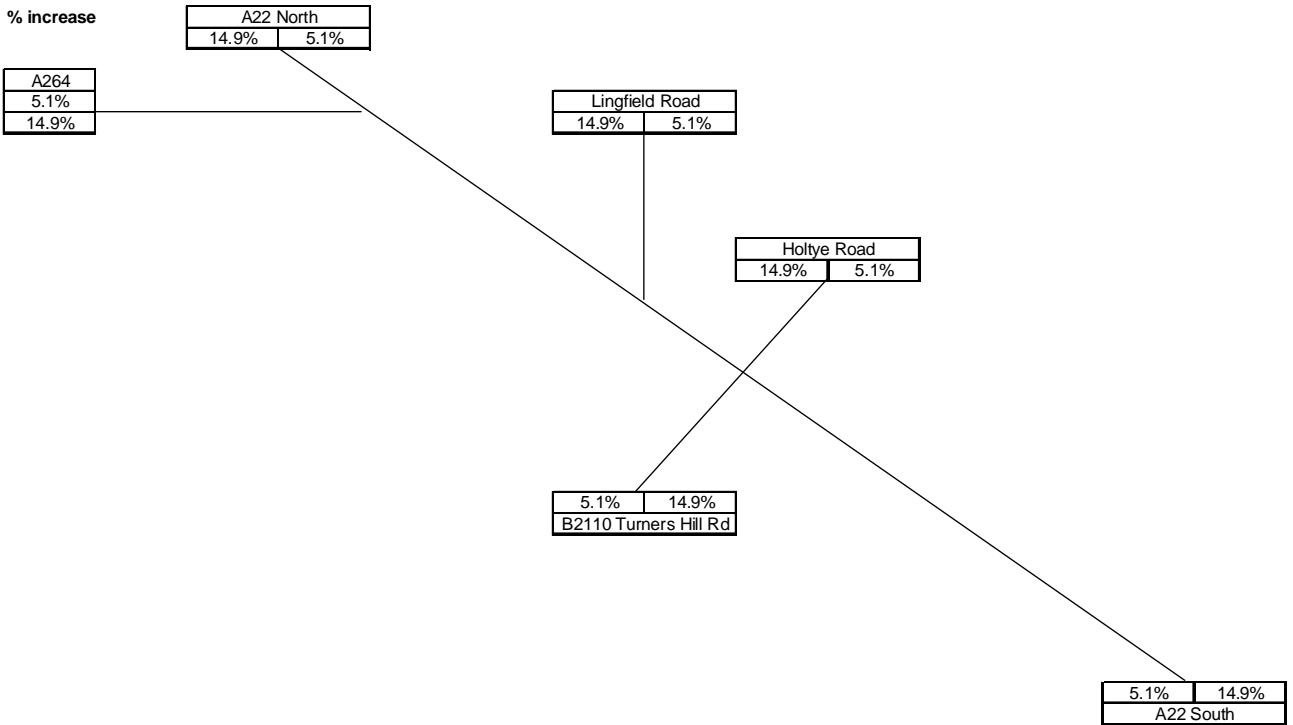 % increase
A22 North
14.9% 5.1%
A264
5.1%
14.9%
Lingfield Road
14.9% 5.1%
Holtye Road
14.9% 5.1%
5.1% 14.9%
B2110 Turners Hill Rd
5.1% 14.9%
A22 South